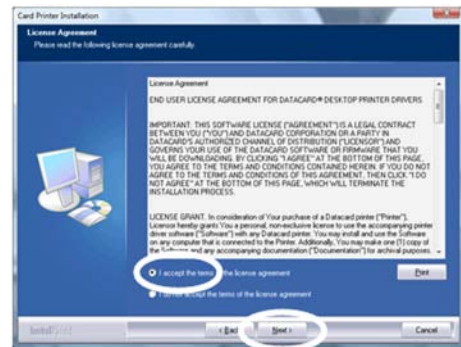 Card Printer Installation
License Agreement
Please read the following license agreement carefully.
License Agreement
END USER LICENSE AGREEMENT FOR DATACARD® DESKTOP PRINTER DRIVERS
IMPORTANT: THIS SOFTWARE LICENSE ("AGREEMENT") IS A LEGAL CONTRACT
BETWEEN YOU ("YOU") AND DATACARD CORPORATION OR A PARTY IN
DATACARD'S AUTHORIZED CHANNEL OF DISTRIBUTION ("LICENSOR") AND
GOVERNS YOUR USE OF THE DATACARD SOFTWARE OR FIRMWARE THAT YOU
WILL BE DOWNLOADING. BY CLICKING "I AGREE" AT THE BOTTOM OF THIS PAGE,
YOU AGREE TO THE TERMS AND CONDITIONS CONTAINED HEREIN. IF YOU DO NOT
AGREE TO THE TERMS AND CONDITIONS OF THIS AGREEMENT, THEN CLICK "I DO
NOT AGREE" AT THE BOTTOM OF THIS PAGE, WHICH WILL TERMINATE THE
INSTALLATION PROCESS.
LICENSE GRANT. In consideration of Your purchase of a Datacard printer ("Printer"),
Licensor hereby grants You a personal, non-exclusive license to use the accompanying printer
driver software ("Software") with any Datacard printer. You may install and use the Software
on any computer that is connected to the Printer. Additionally, You may make one (1) copy of
the Software and any accompanying documentation ("Documentation") for archival purposes.
I accept the terms of the license agreement
I do not accept the terms of the license agreement
Print
< Back
Next >
Cancel